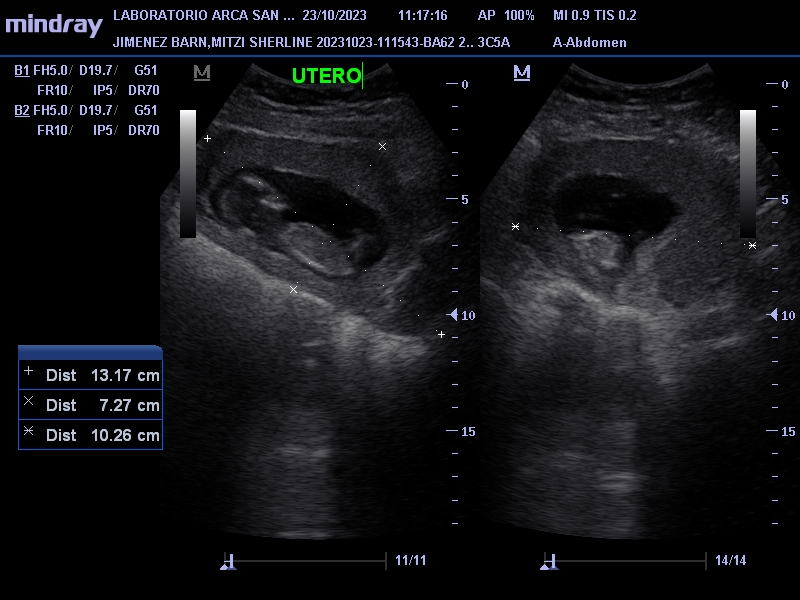 mindray
LABORATORIO ARCA SAN ... 23/10/2023 11:17:16 AP 100% MI 0.9 TIS 0.2
JIMENEZ BARN,MITZI SHERLINE 20231023-111543-BA62 2.. 3C5A A-Abdomen
B1 FH5.0/ D19.7/ G51
FR10/ IP5/ DR70
B2 FH5.0/ D19.7/ G51
FR10/ IP5/ DR70
M
UTERO
M
0
5
10
15
0
5
10
15
+ Dist 13.17 cm
× Dist 7.27 cm
Dist 10.26 cm
11/11
14/14